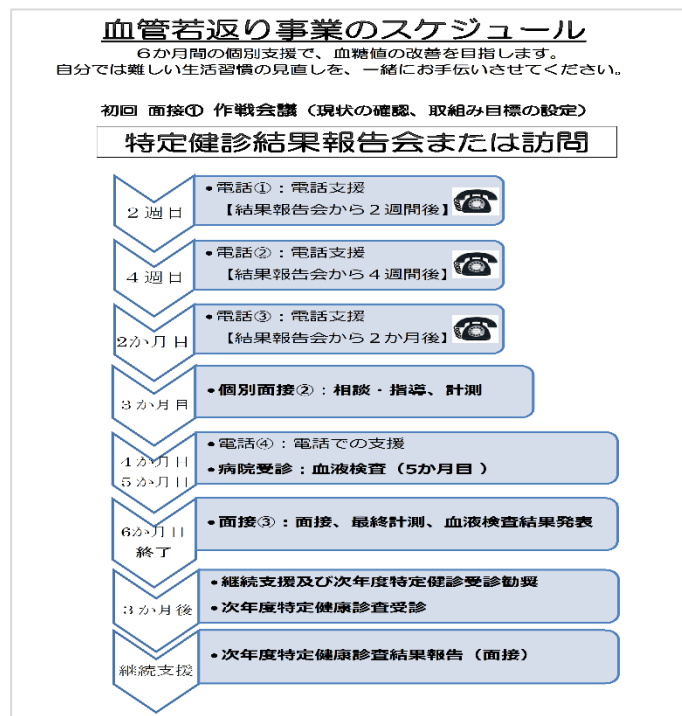 血管若返り事業のスケジュール
6か月間の個別支援で、血糖値の改善を目指します。
自分では難しい生活習慣の見直しを、一緒にお手伝いさせてください。
初回 面接① 作戦会議（現状の確認、取組み目標の設定）
特定健診結果報告会または訪問
2週目
•電話①：電話支援
【結果報告会から2週間後】
4週目
•電話②：電話支援
【結果報告会から4週間後】
2か月目
•電話③：電話支援
【結果報告会から2か月後】
3か月目
•個別面接②：相談・指導、計測
4か月目
5か月目
•電話④：電話での支援
•病院受診：血液検査（5か月目）
6か月目
終了
•面接③：面接、最終計測、血液検査結果発表
3か月後
•継続支援及び次年度特定健診受診勧奨
•次年度特定健康診査受診
継続支援
•次年度特定健康診査結果報告（面接）